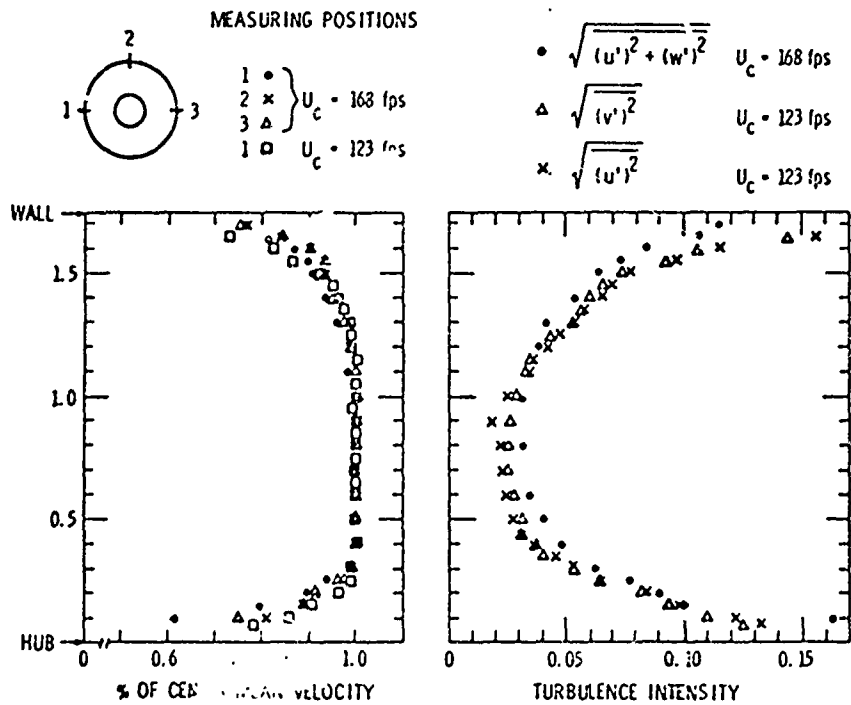 MEASURING POSITIONS
2
1
3
1 •
2 ×
3 Δ
} U_c = 168 fps
1 □ U_c = 123 fps
• √(u')² + (w')² U_c = 168 fps
Δ √(v')² U_c = 123 fps
× √(u')² U_c = 123 fps
WALL
1.5
1.0
0.5
HUB
0 0.6 1.0
% OF VELOCITY
0 0.05 0.10 0.15
TURBULENCE INTENSITY